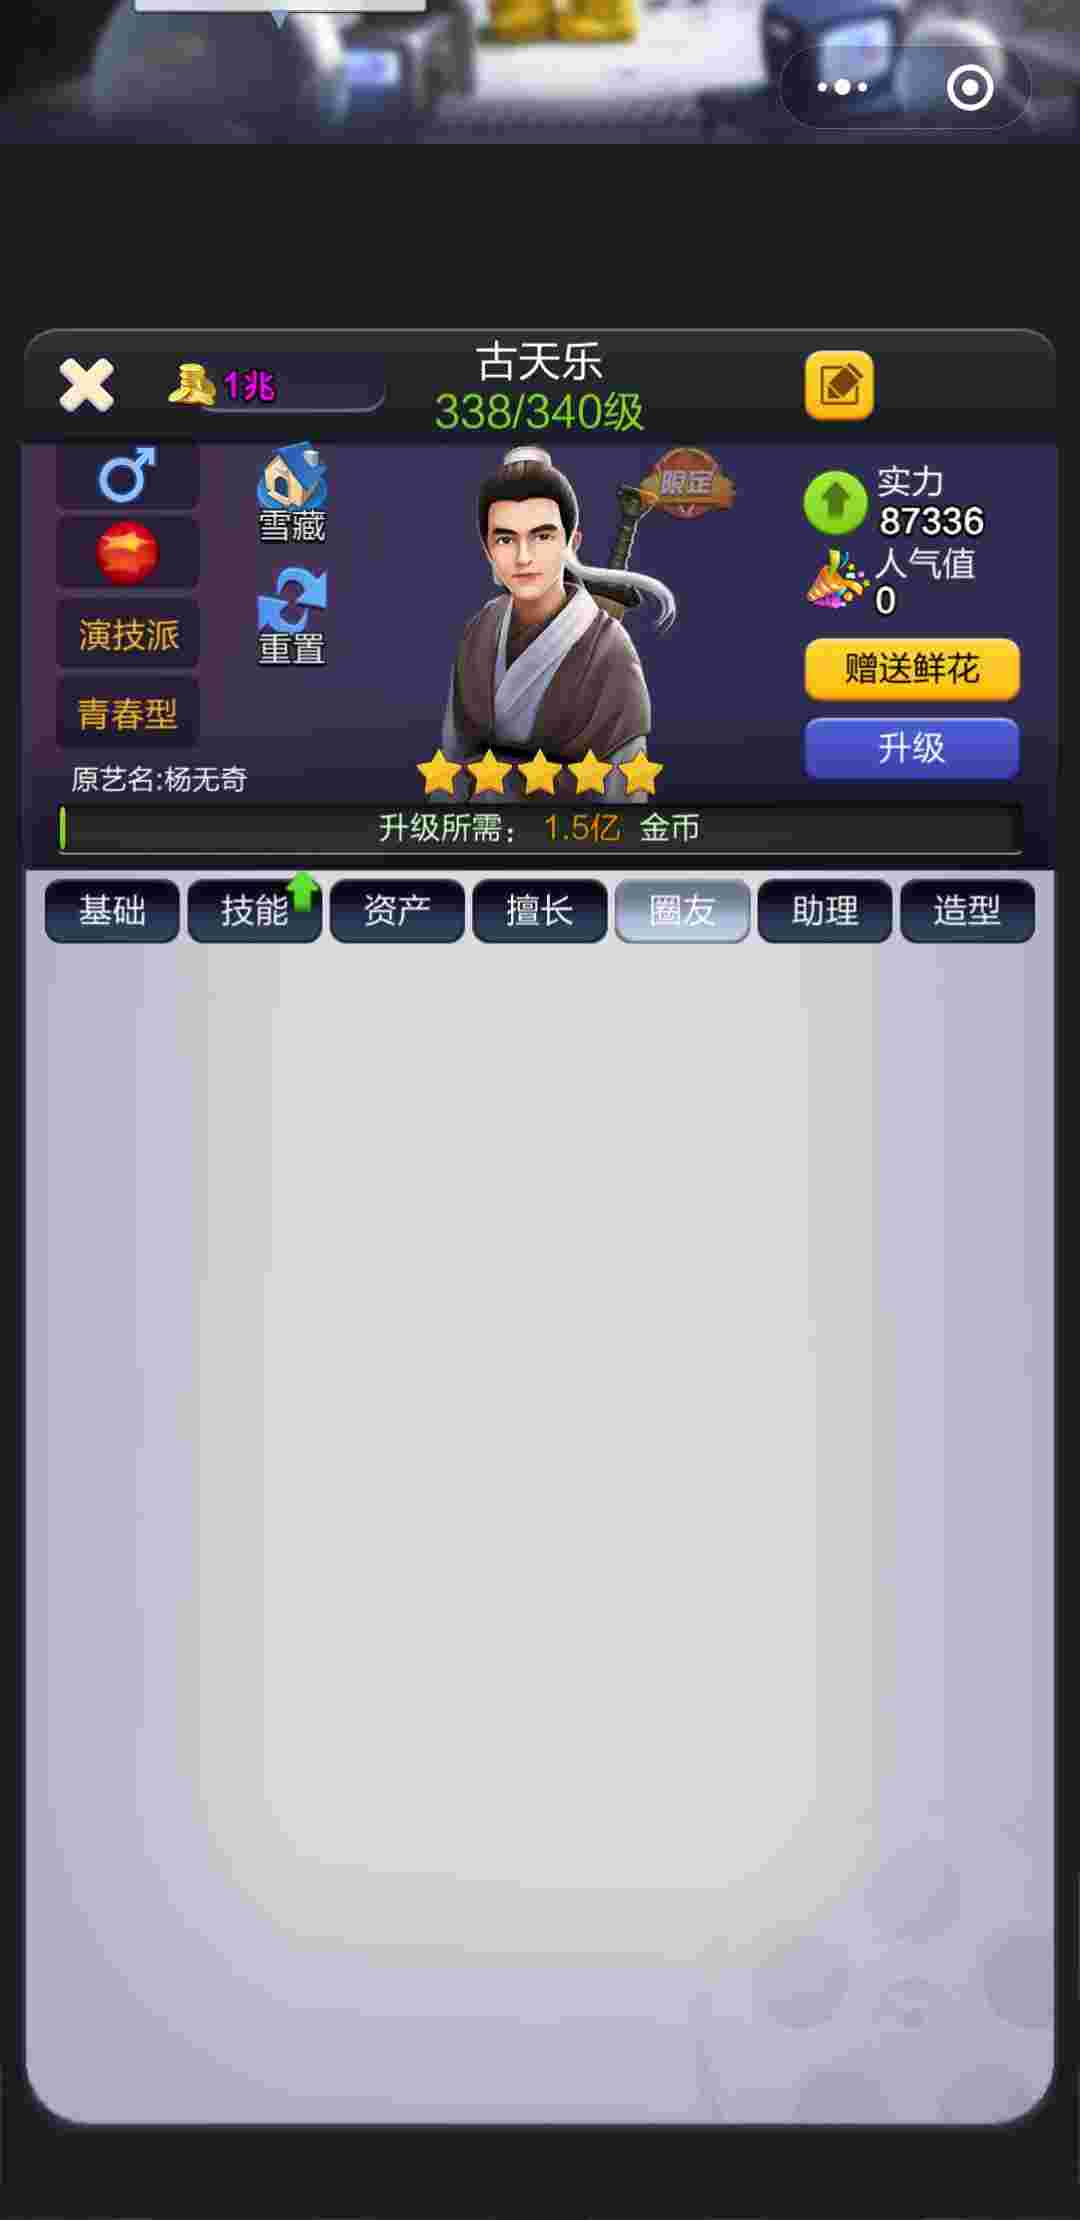 古天乐
1兆
338/340级
限定
雪藏
实力
87336
人气值
0
演技派
重置
赠送鲜花
青春型
升级
原艺名:杨无奇
升级所需： 1.5亿 金币
基础 技能 资产 擅长 圈友 助理 造型